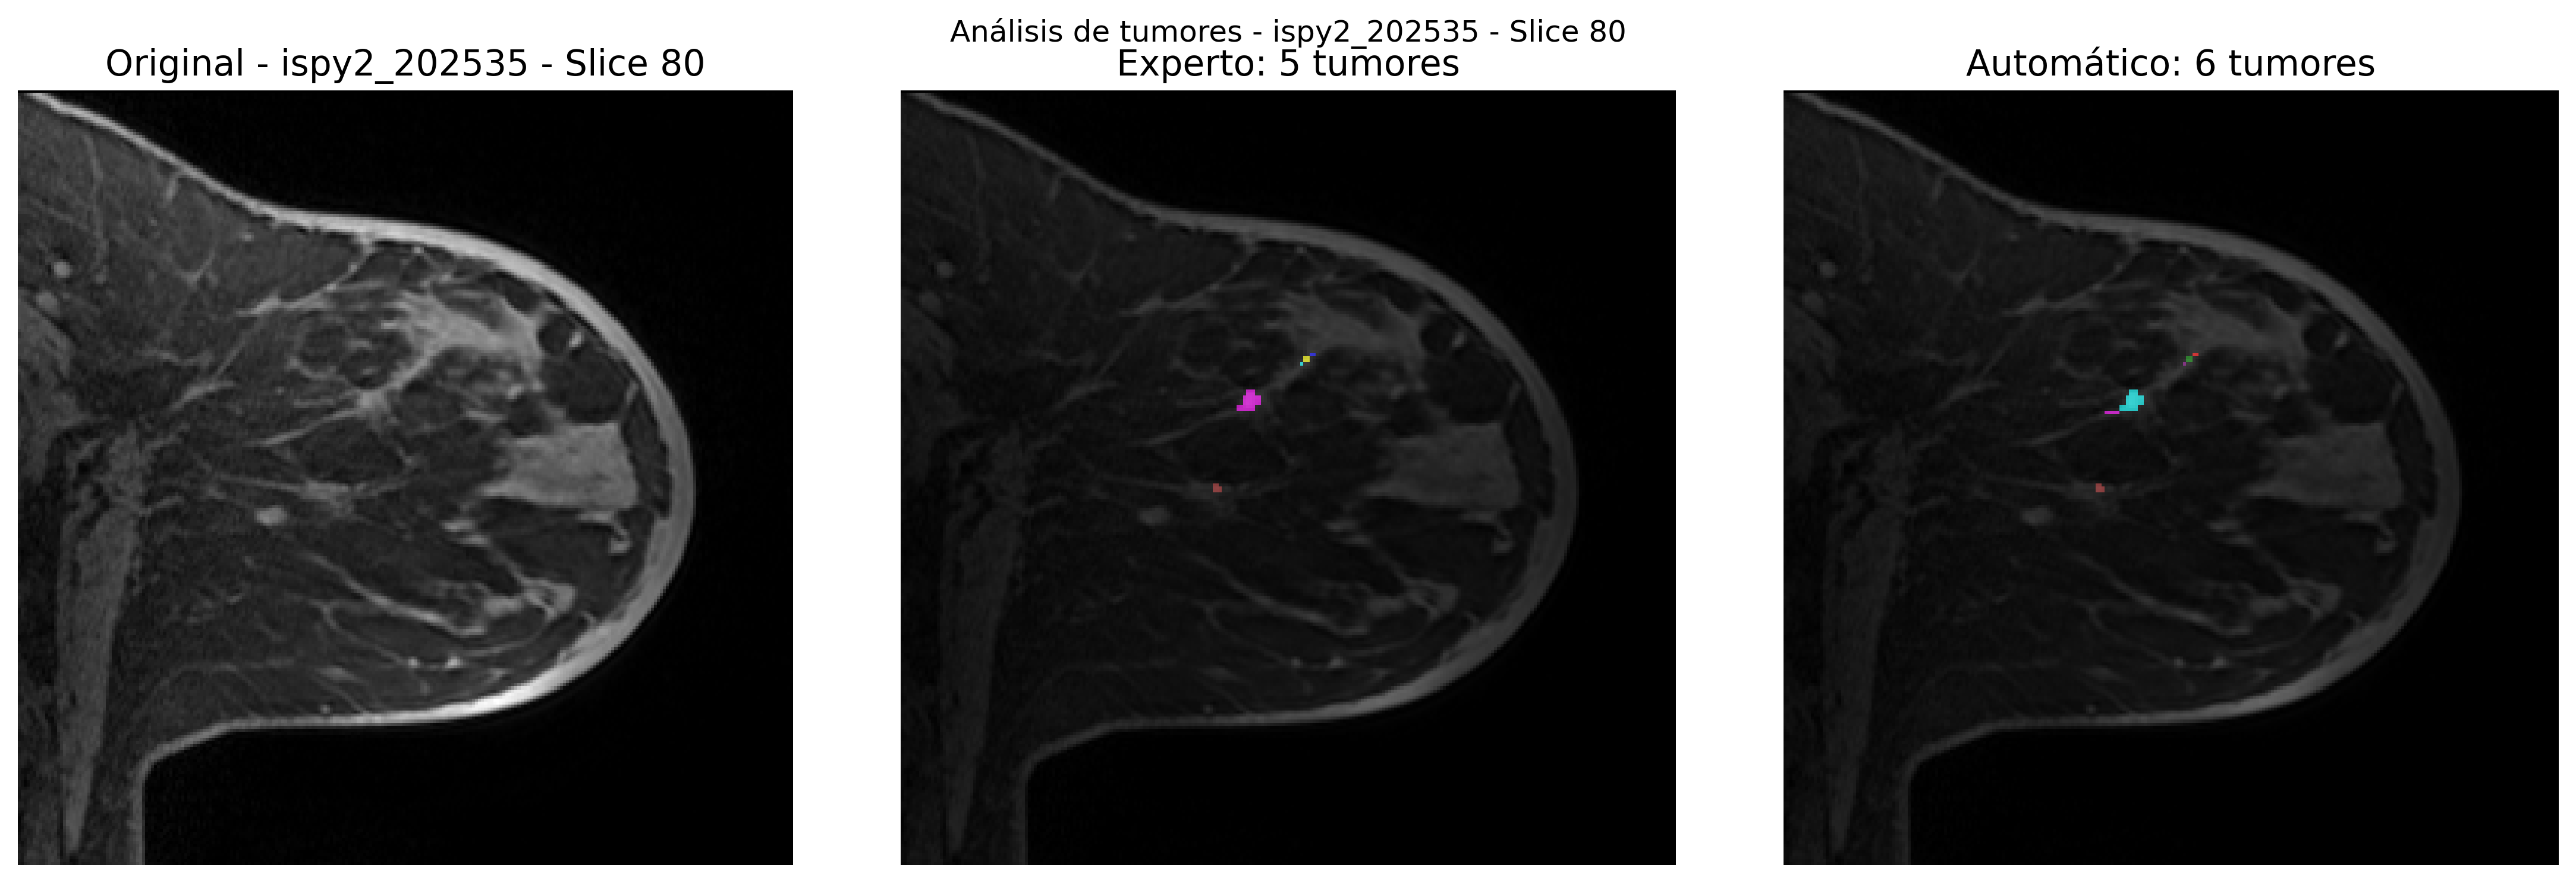 Análisis de tumores - ispy2_202535 - Slice 80
Original - ispy2_202535 - Slice 80
Experto: 5 tumores
Automático: 6 tumores